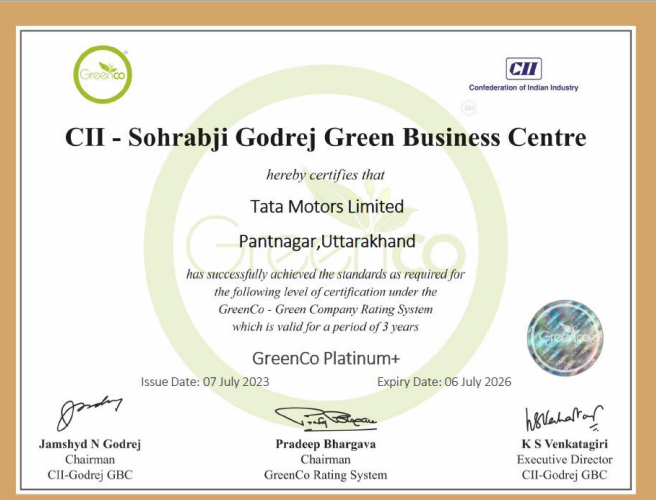 Greenco
CII
Confederation of Indian Industry
SM
CII - Sohrabji Godrej Green Business Centre
hereby certifies that
Tata Motors Limited
Pantnagar,Uttarakhand
Greenco
has successfully achieved the standards as required for
the following level of certification under the
GreenCo - Green Company Rating System
which is valid for a period of 3 years
Greenco
GreenCo Platinum+
Issue Date: 07 July 2023 Expiry Date: 06 July 2026
Jamshyd N Godrej Pradeep Bhargava K S Venkatagiri
Chairman Chairman Executive Director
CII-Godrej GBC GreenCo Rating System CII-Godrej GBC